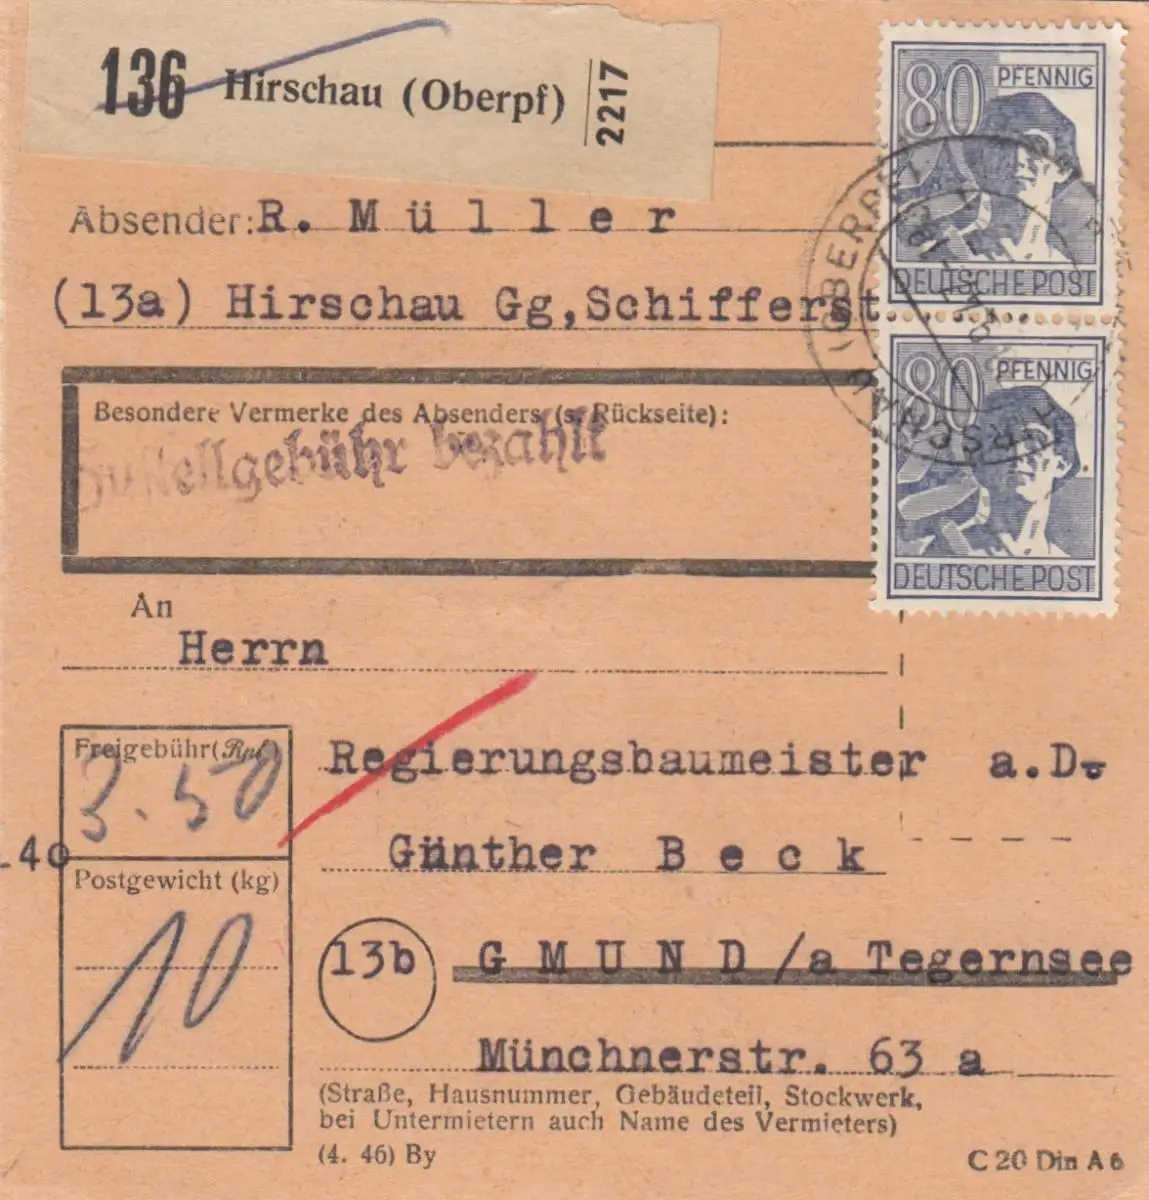 136 Hirschau (Oberpf) 2217
80 PFENNIG
DEUTSCHE POST
80 PFENNIG
DEUTSCHE POST
HIRSCHAU (OBERPF)
Absender: R. Müller
(13a) Hirschau Gg,Schifferst
Besondere Vermerke des Absenders (s. Rückseite):
Zustellgebühr bezahlt
An
Herrn
Freigebühr (Rpf)
3.50
Regierungsbaumeister a.D.
-40
Günther Beck
Postgewicht (kg)
10
13b GMUND /a Tegernsee
Münchnerstr. 63 a
(Straße, Hausnummer, Gebäudeteil, Stockwerk,
bei Untermietern auch Name des Vermieters)
(4. 46) By
C 20 Din A 6